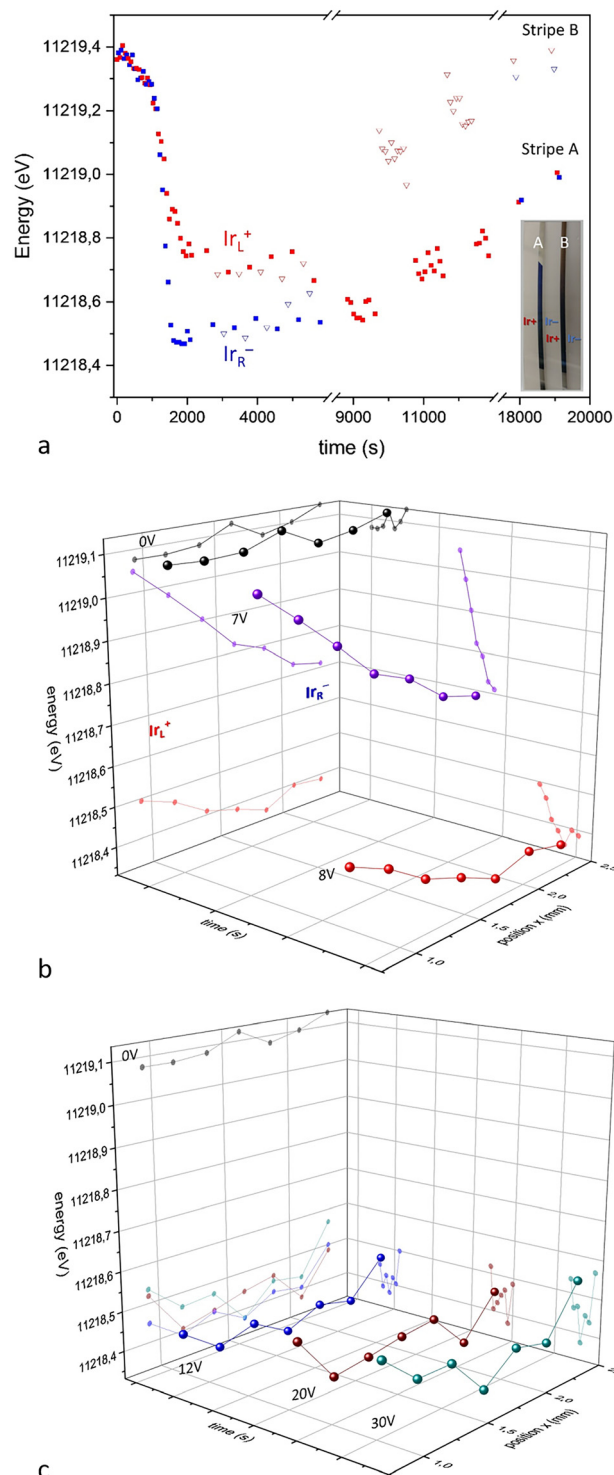 11219,4
11219,2
11219,0
11218,8
11218,6
11218,4
Energy (eV)
Stripe B
Stripe A
Ir_L^+
Ir_R^−
A B
Ir+ Ir−
Ir+ Ir−
0 2000 4000 9000 11000 18000 20000
time (s)
a
0V
11219,1
11219,0
11218,9
11218,8
11218,7
11218,6
11218,5
11218,4
energy (eV)
7V
Ir_R^−
Ir_L^+
8V
time (s)
1,0
1,5
2,0
position x (mm)
b
0V
11219,1
11219,0
11218,9
11218,8
11218,7
11218,6
11218,5
11218,4
energy (eV)
12V
20V
30V
time (s)
1,0
1,5
2,0
position x (mm)